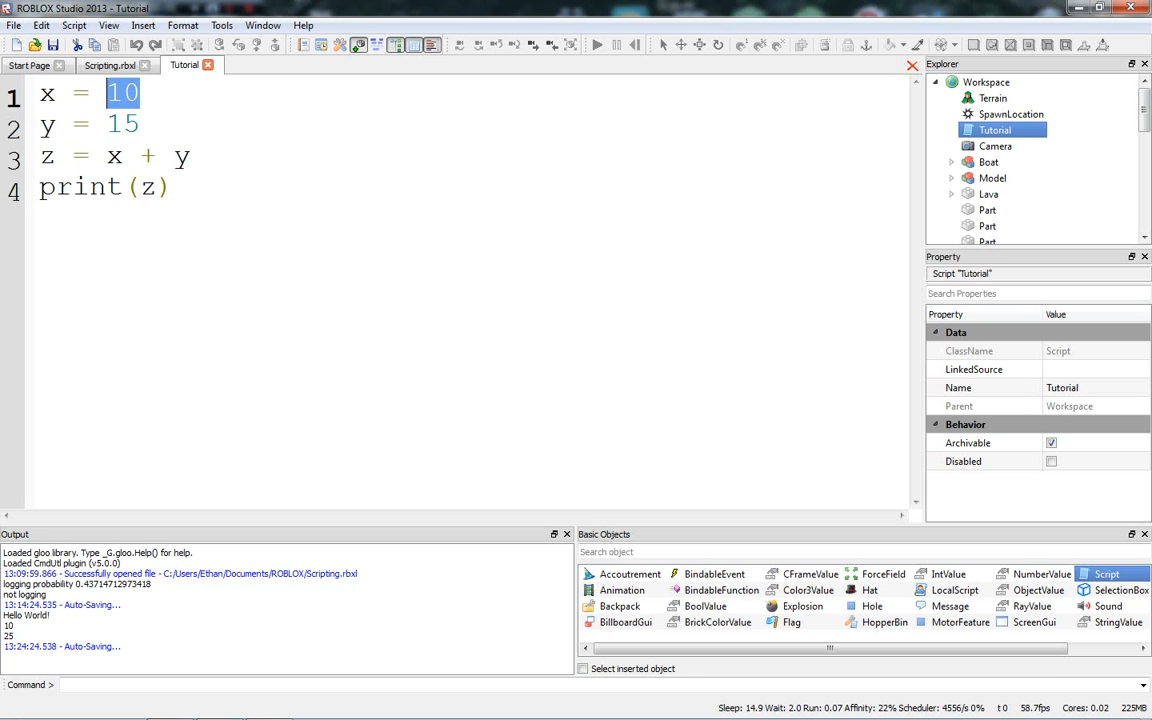 ROBLOX Studio 2013 - Tutorial
File Edit Script View Insert Format Tools Window Help
Start Page Scripting.rbxl Tutorial
1 x = 10
2 y = 15
3 z = x + y
4 print(z)
Explorer
Workspace
Terrain
SpawnLocation
Tutorial
Camera
Boat
Model
Lava
Part
Part
Part
Property
Script "Tutorial"
Search Properties
Property Value
Data
ClassName Script
LinkedSource
Name Tutorial
Parent Workspace
Behavior
Archivable
Disabled
Output
Loaded gloo library. Type _G.gloo.Help() for help.
Loaded CmdUtl plugin (v5.0.0)
13:09:59.866 - Successfully opened file - C:/Users/Ethan/Documents/ROBLOX/Scripting.rbxl
logging probability 0.43714712973418
not logging
13:14:24.535 - Auto-Saving...
Hello World!
10
25
13:24:24.538 - Auto-Saving...
Basic Objects
Search object
Accoutrement BindableEvent CFrameValue ForceField IntValue NumberValue Script
Animation BindableFunction Color3Value Hat LocalScript ObjectValue SelectionBox
Backpack BoolValue Explosion Hole Message RayValue Sound
BillboardGui BrickColorValue Flag HopperBin MotorFeature ScreenGui StringValue
Select inserted object
Command >
Sleep: 14.9 Wait: 2.0 Run: 0.07 Affinity: 22% Scheduler: 4556/s 0% t 0 58.7fps Cores: 0.02 225MB